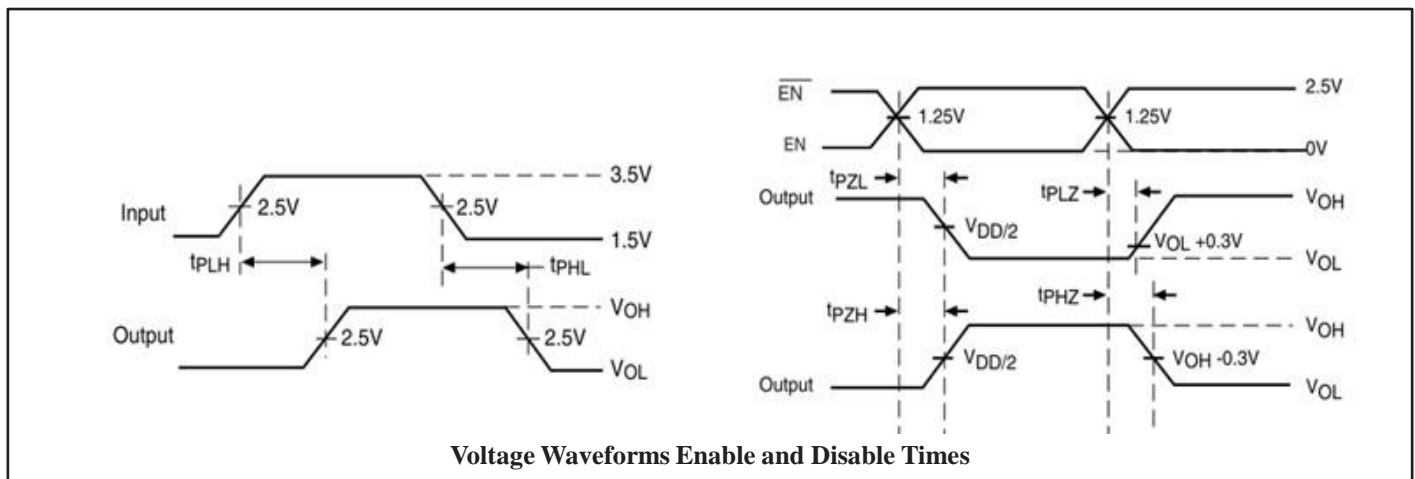 Input
2.5V
2.5V
3.5V
1.5V
tPLH
tPHL
Output
2.5V
2.5V
VOH
VOL
EN
EN
1.25V
1.25V
2.5V
0V
tPZL
tPLZ
Output
VDD/2
VOL +0.3V
VOH
VOL
tPZH
tPHZ
Output
VDD/2
VOH -0.3V
VOH
VOL
Voltage Waveforms Enable and Disable Times